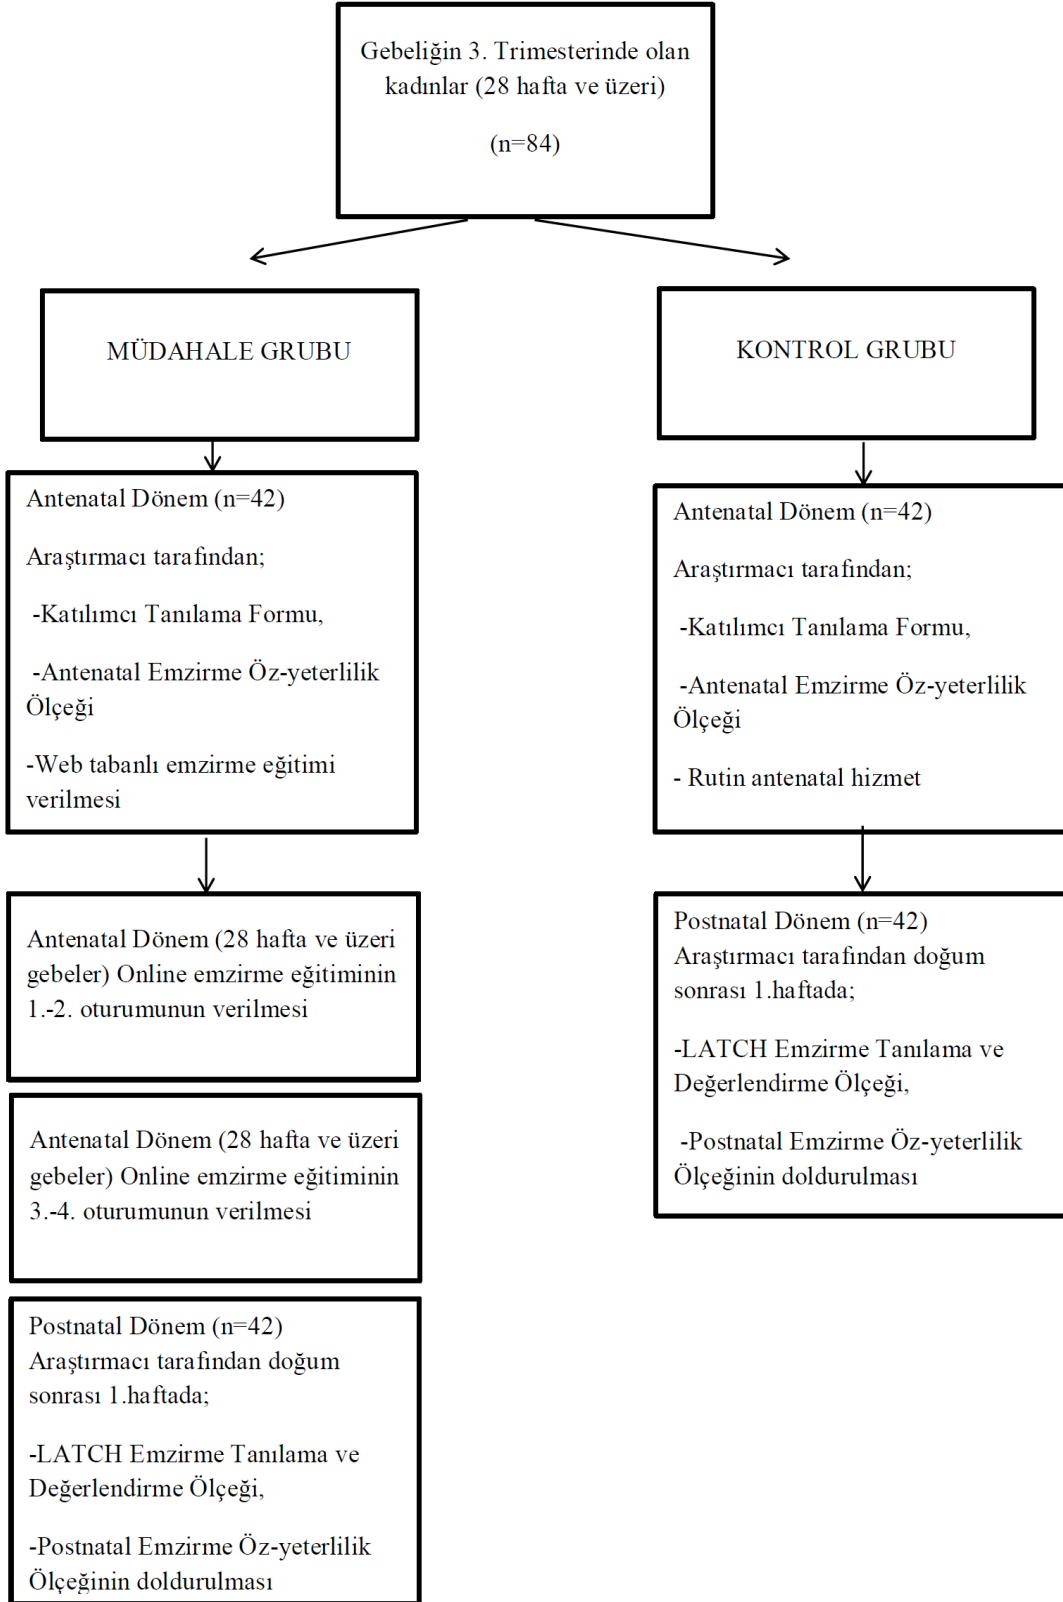 Gebeliğin 3. Trimesterinde olan
kadınlar (28 hafta ve üzeri)
(n=84)
MÜDAHALE GRUBU
KONTROL GRUBU
Antenatal Dönem (n=42)
Araştırmacı tarafından;
-Katılımcı Tanılama Formu,
-Antenatal Emzirme Öz-yeterlilik
Ölçeği
-Web tabanlı emzirme eğitimi
verilmesi
Antenatal Dönem (n=42)
Araştırmacı tarafından;
-Katılımcı Tanılama Formu,
-Antenatal Emzirme Öz-yeterlilik
Ölçeği
- Rutin antenatal hizmet
Antenatal Dönem (28 hafta ve üzeri
gebeler) Online emzirme eğitiminin
1.-2. oturumunun verilmesi
Antenatal Dönem (28 hafta ve üzeri
gebeler) Online emzirme eğitiminin
3.-4. oturumunun verilmesi
Postnatal Dönem (n=42)
Araştırmacı tarafından doğum
sonrası 1.haftada;
-LATCH Emzirme Tanılama ve
Değerlendirme Ölçeği,
-Postnatal Emzirme Öz-yeterlilik
Ölçeğinin doldurulması
Postnatal Dönem (n=42)
Araştırmacı tarafından doğum
sonrası 1.haftada;
-LATCH Emzirme Tanılama ve
Değerlendirme Ölçeği,
-Postnatal Emzirme Öz-yeterlilik
Ölçeğinin doldurulması